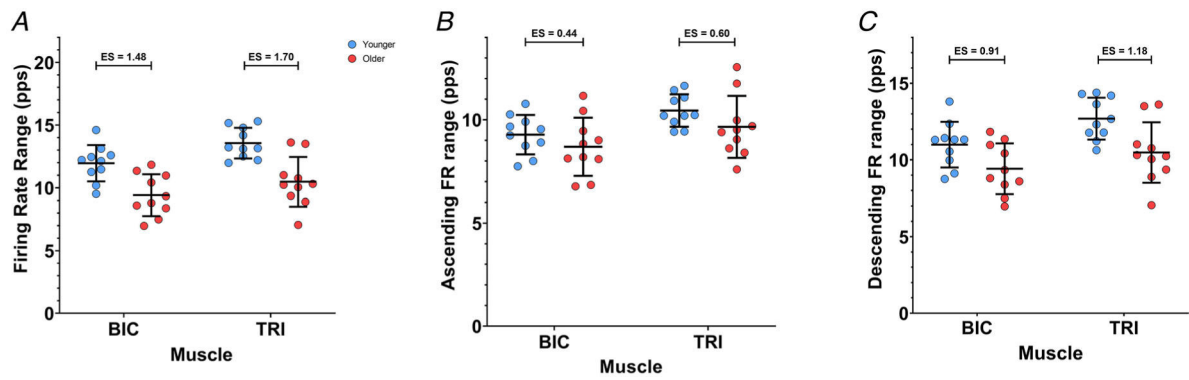 A
ES = 1.48
ES = 1.70
Younger
Older
Firing Rate Range (pps)
20
15
10
5
0
BIC
TRI
Muscle
B
ES = 0.44
ES = 0.60
Ascending FR range (pps)
10
5
0
BIC
TRI
Muscle
C
ES = 0.91
ES = 1.18
Descending FR range (pps)
15
10
5
0
BIC
TRI
Muscle